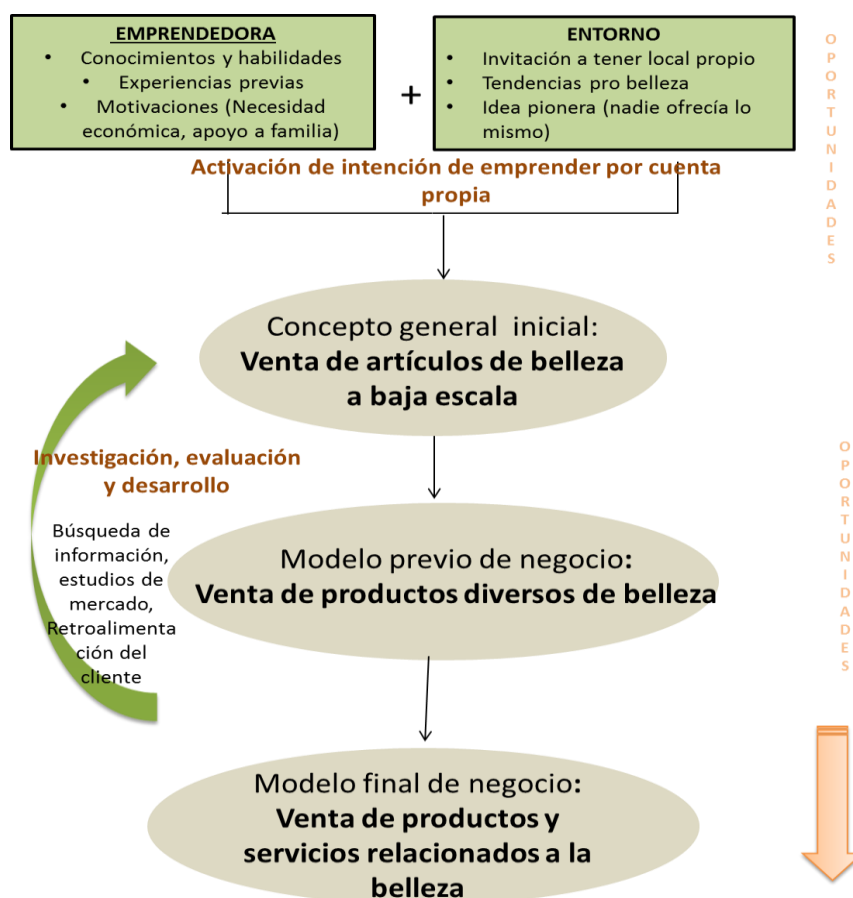 EMPRENDEDORA
• Conocimientos y habilidades
• Experiencias previas
• Motivaciones (Necesidad
económica, apoyo a familia)
+
ENTORNO
• Invitación a tener local propio
• Tendencias pro belleza
• Idea pionera (nadie ofrecía lo
mismo)
OPORTUNIDADES
Activación de intención de emprender por cuenta
propia
Concepto general inicial:
Venta de artículos de belleza
a baja escala
Investigación, evaluación
y desarrollo
Búsqueda de
información,
estudios de
mercado,
Retroalimenta
ción del
cliente
Modelo previo de negocio:
Venta de productos diversos de belleza
OPORTUNIDADES
Modelo final de negocio:
Venta de productos y
servicios relacionados a la
belleza